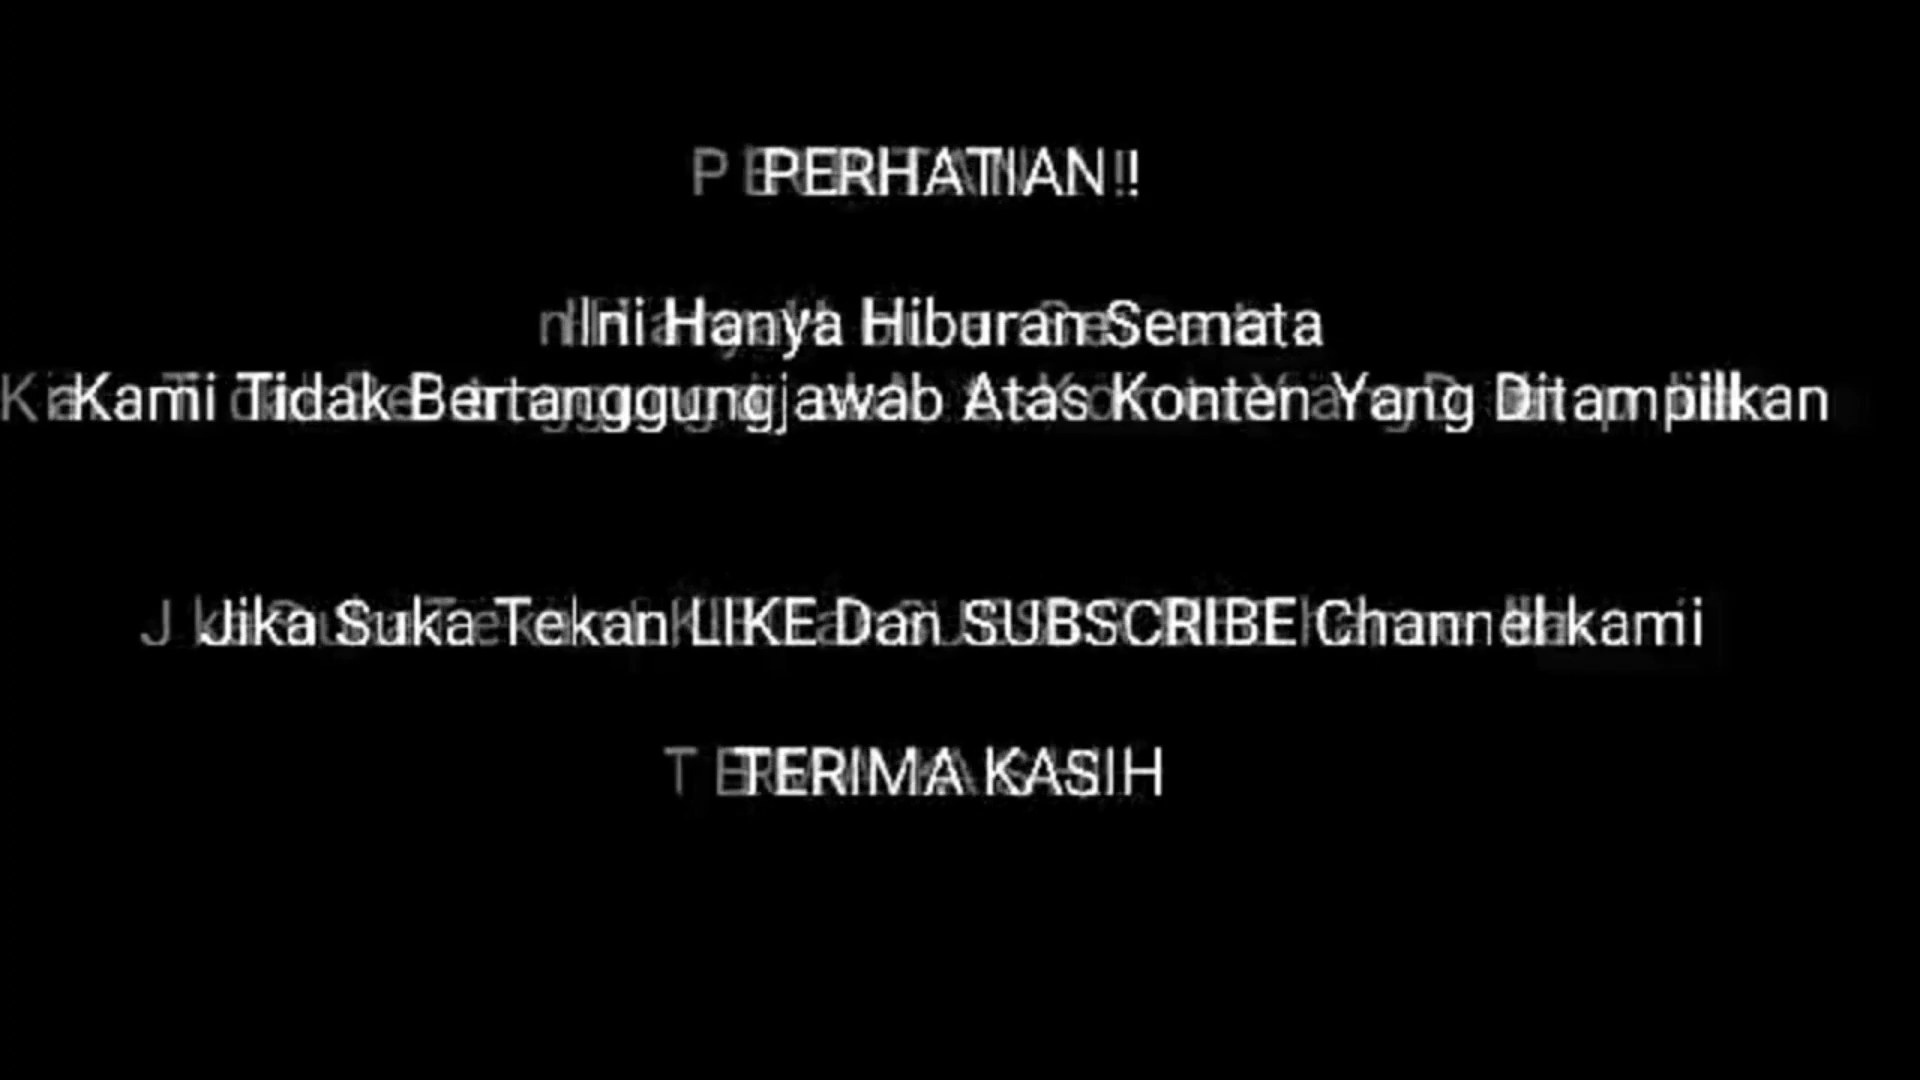 PERHATIAN!!
Ini Hanya Hiburan Semata
Kami Tidak Bertanggungjawab Atas Konten Yang Ditampilkan
Jika Suka Tekan LIKE Dan SUBSCRIBE Channel kami
TERIMA KASIH